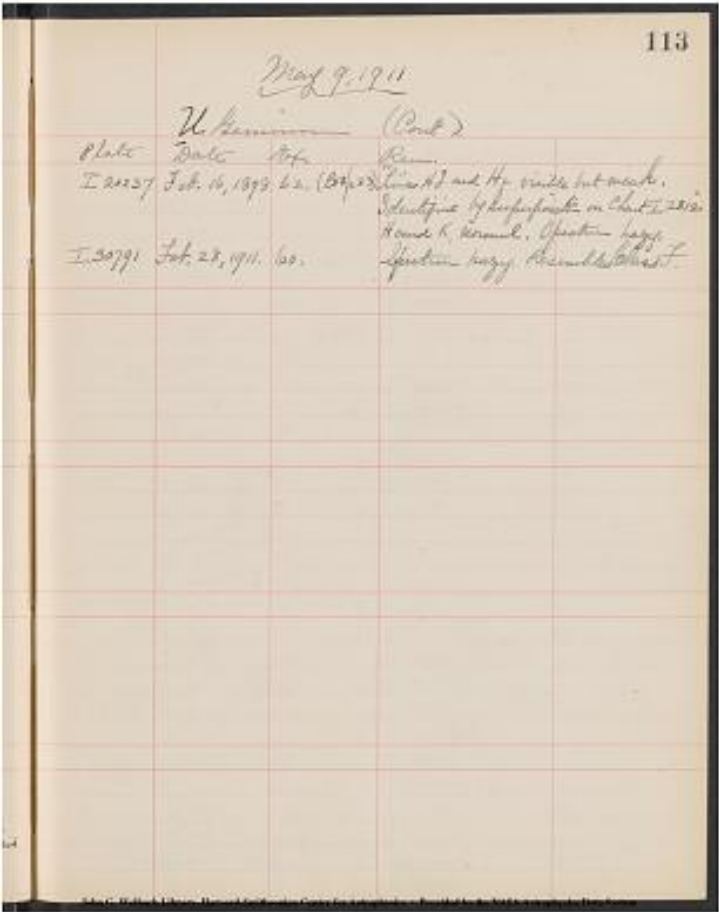 113
May 9, 1911
U Geminorum (Cont.)
Plate Date Exp. Rem.
I 20237 Feb. 16, 1898 62. Lines Hδ and Hγ visible but weak.
Identified by superposition on Chart I
H and K, normal. Spectrum hazy.
I 30791 Feb. 28, 1911. 60. Spectrum hazy. Resembles Class F.